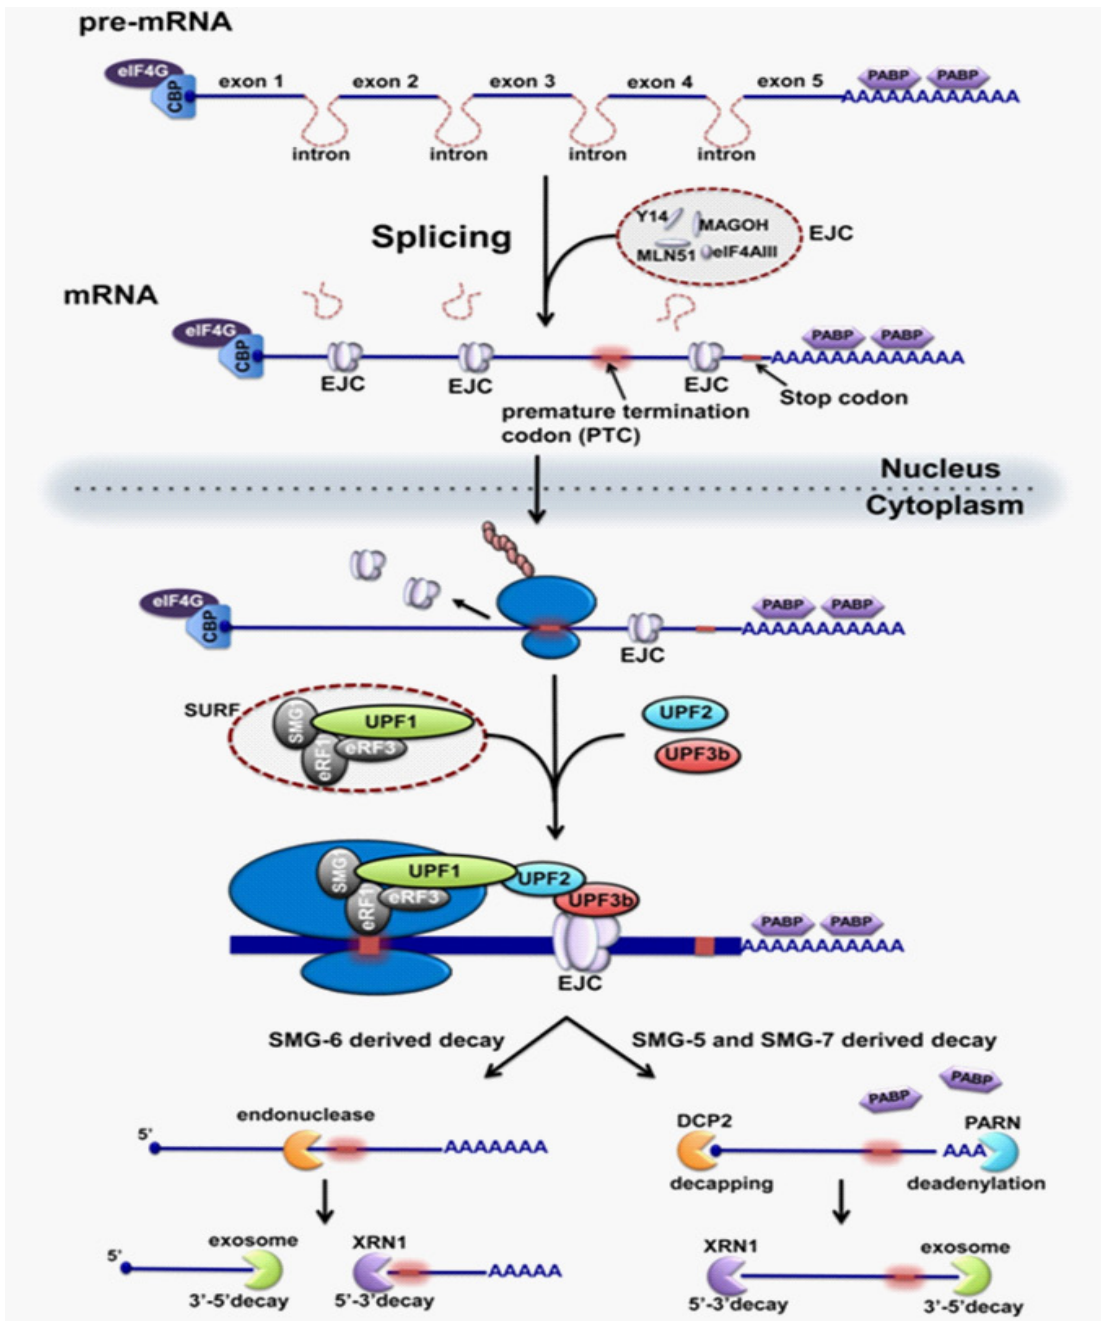 pre-mRNA
eIF4G
CBP
exon 1
exon 2
exon 3
exon 4
exon 5
PABP
PABP
AAAAAAAAAAAAA
intron
intron
intron
intron
Splicing
Y14
MAGOH
MLN51
eIF4AIII
EJC
mRNA
eIF4G
CBP
EJC
EJC
EJC
PABP
PABP
AAAAAAAAAAAAA
premature termination
codon (PTC)
Stop codon
Nucleus
Cytoplasm
eIF4G
CBP
EJC
PABP
PABP
AAAAAAAAAAA
SURF
SMG1
UPF1
eRF1
eRF3
UPF2
UPF3b
SMG1
UPF1
eRF1
eRF3
UPF2
UPF3b
EJC
PABP
PABP
AAAAAAAAAAA
SMG-6 derived decay
SMG-5 and SMG-7 derived decay
endonuclease
5'
AAAAAAA
PABP
PABP
DCP2
PARN
AAA
decapping
deadenylation
5'
exosome
XRN1
AAAAA
3'-5'decay
5'-3'decay
XRN1
exosome
5'-3'decay
3'-5'decay